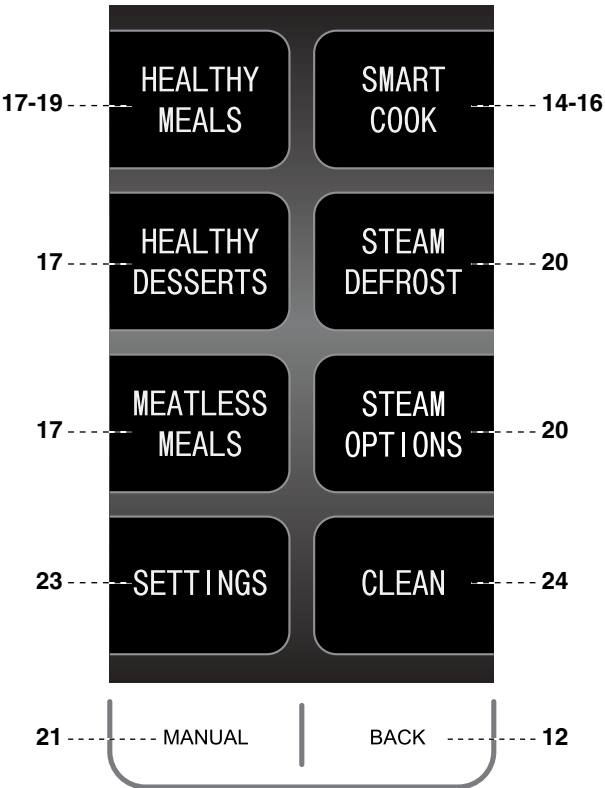 HEALTHY
MEALS
SMART
COOK
17-19
14-16
HEALTHY
DESSERTS
STEAM
DEFROST
17
20
MEATLESS
MEALS
STEAM
OPTIONS
17
20
SETTINGS
CLEAN
23
24
21
MANUAL
BACK
12